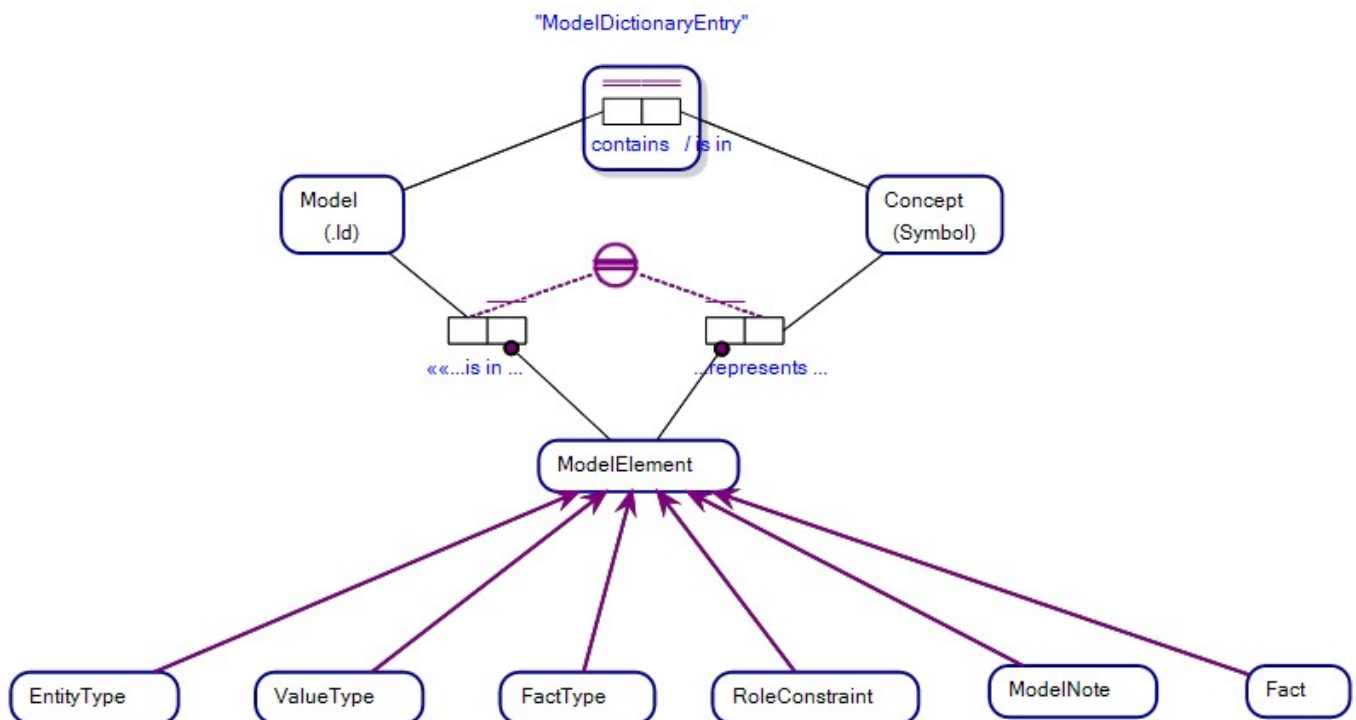 "ModelDictionaryEntry"
contains / is in
Model
(.Id)
Concept
(Symbol)
««...is in ...
...represents ...
ModelElement
EntityType
ValueType
FactType
RoleConstraint
ModelNote
Fact